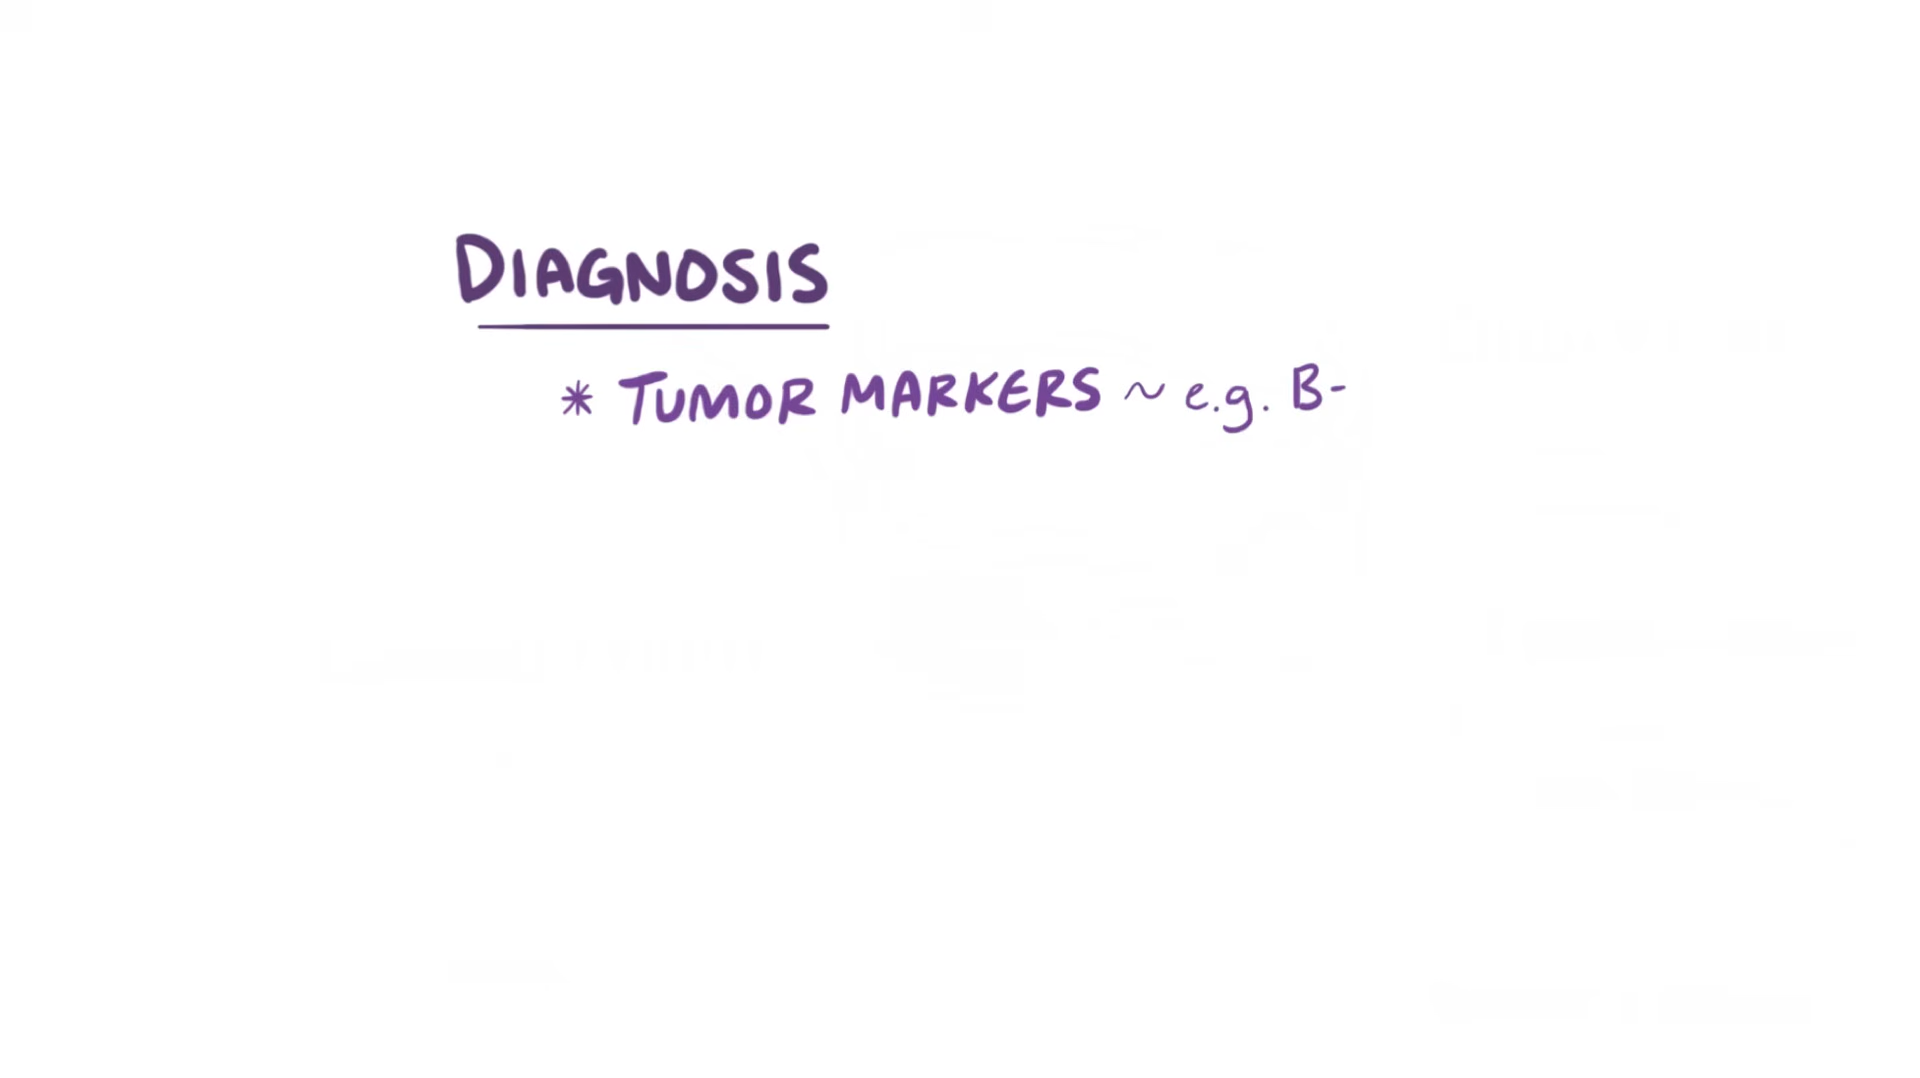 DIAGNOSIS
* TUMOR MARKERS ~ e.g. B-